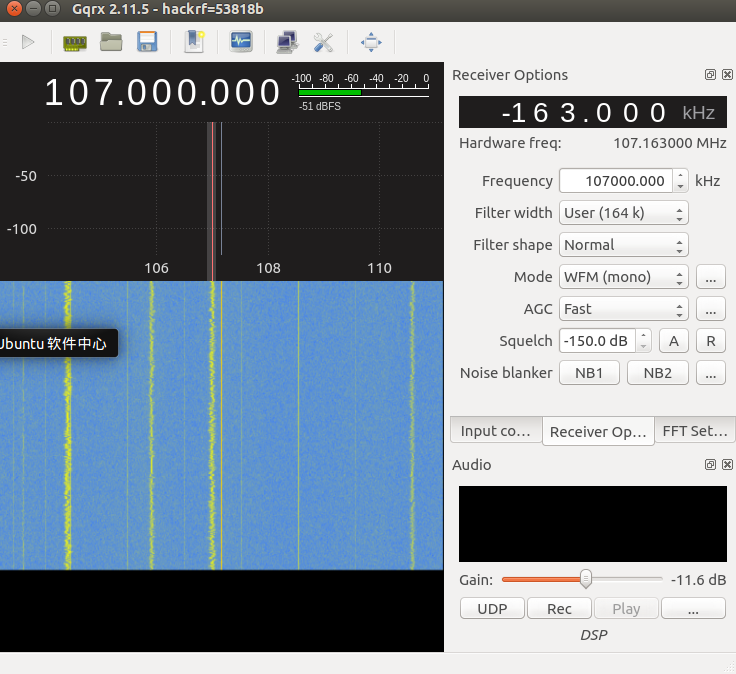 Gqrx 2.11.5 - hackrf=53818b
107.000.000
-100 -80 -60 -40 -20 0
-51 dBFS
-50
-100
106 108 110
Ubuntu 软件中心
Receiver Options
-163.000 kHz
Hardware freq: 107.163000 MHz
Frequency 107000.000 kHz
Filter width User (164 k)
Filter shape Normal
Mode WFM (mono) ...
AGC Fast ...
Squelch -150.0 dB A R
Noise blanker NB1 NB2 ...
Input co... Receiver Op... FFT Set...
Audio
Gain: -11.6 dB
UDP Rec Play ...
DSP